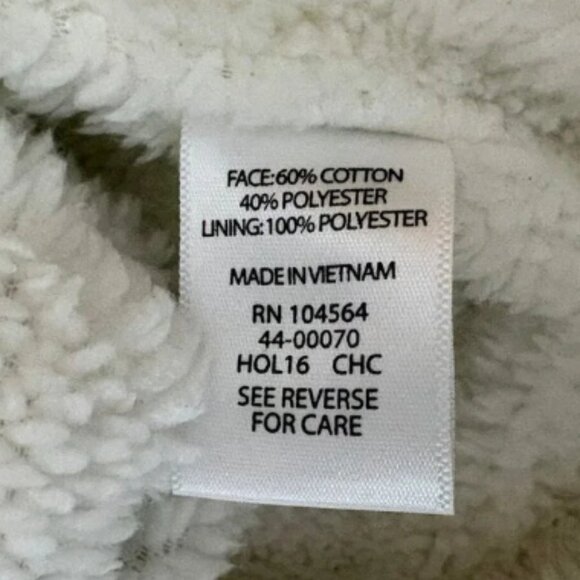 FACE:60% COTTON
40% POLYESTER
LINING:100% POLYESTER
MADE IN VIETNAM
RN 104564
44-00070
HOL16 CHC
SEE REVERSE
FOR CARE